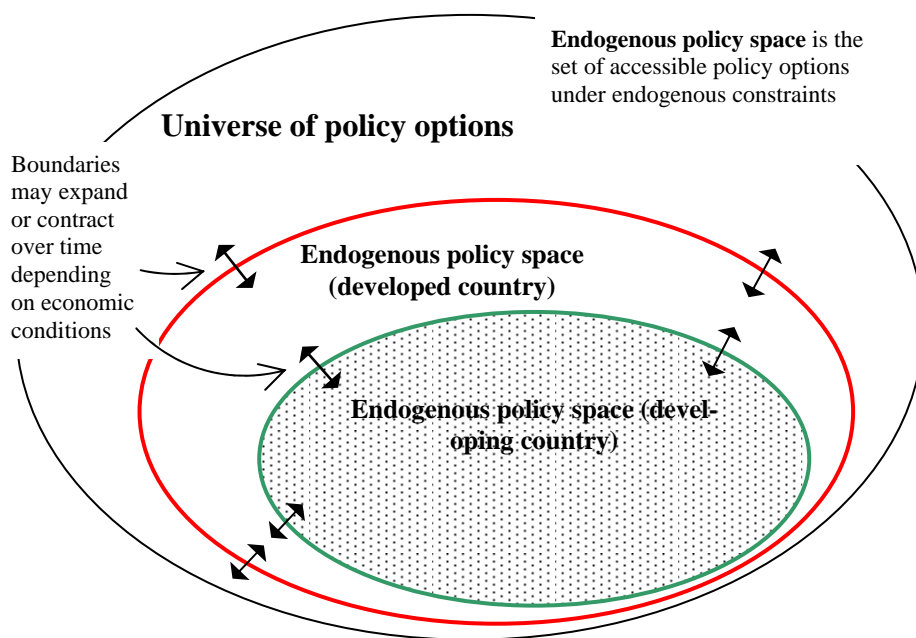 Endogenous policy space is the
set of accessible policy options
under endogenous constraints
Universe of policy options
Boundaries
may expand
or contract
over time
depending
on economic
conditions
Endogenous policy space
(developed country)
Endogenous policy space (devel-
oping country)